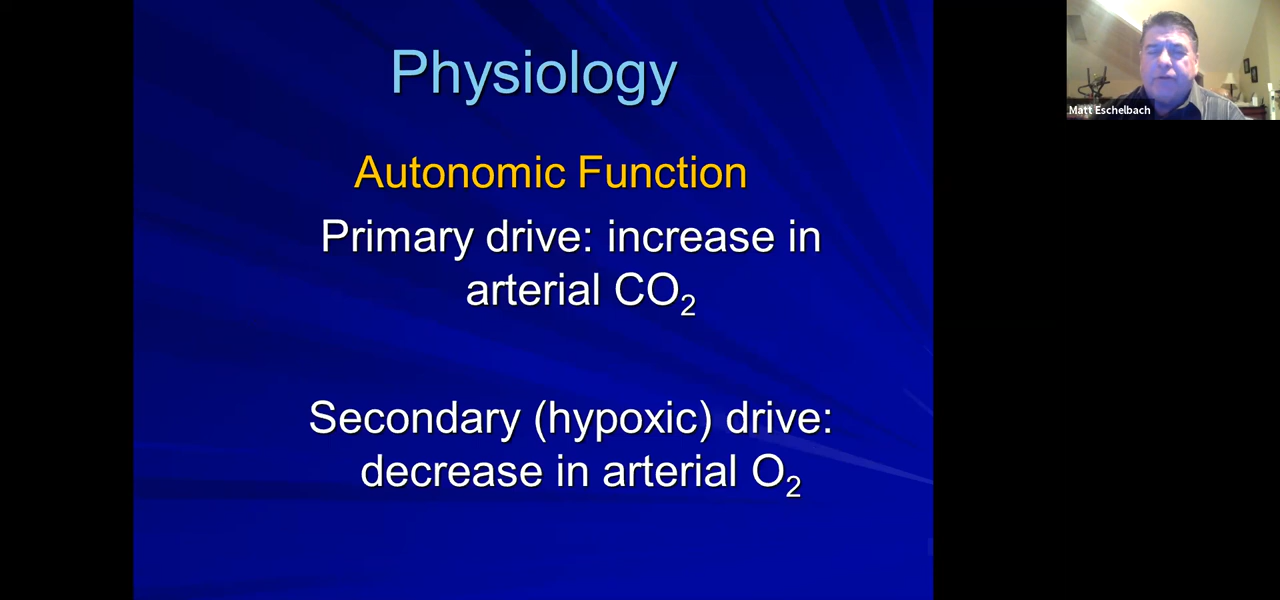 Physiology
Autonomic Function
Primary drive: increase in
arterial CO₂
Secondary (hypoxic) drive:
decrease in arterial O₂
Matt Eschelbach